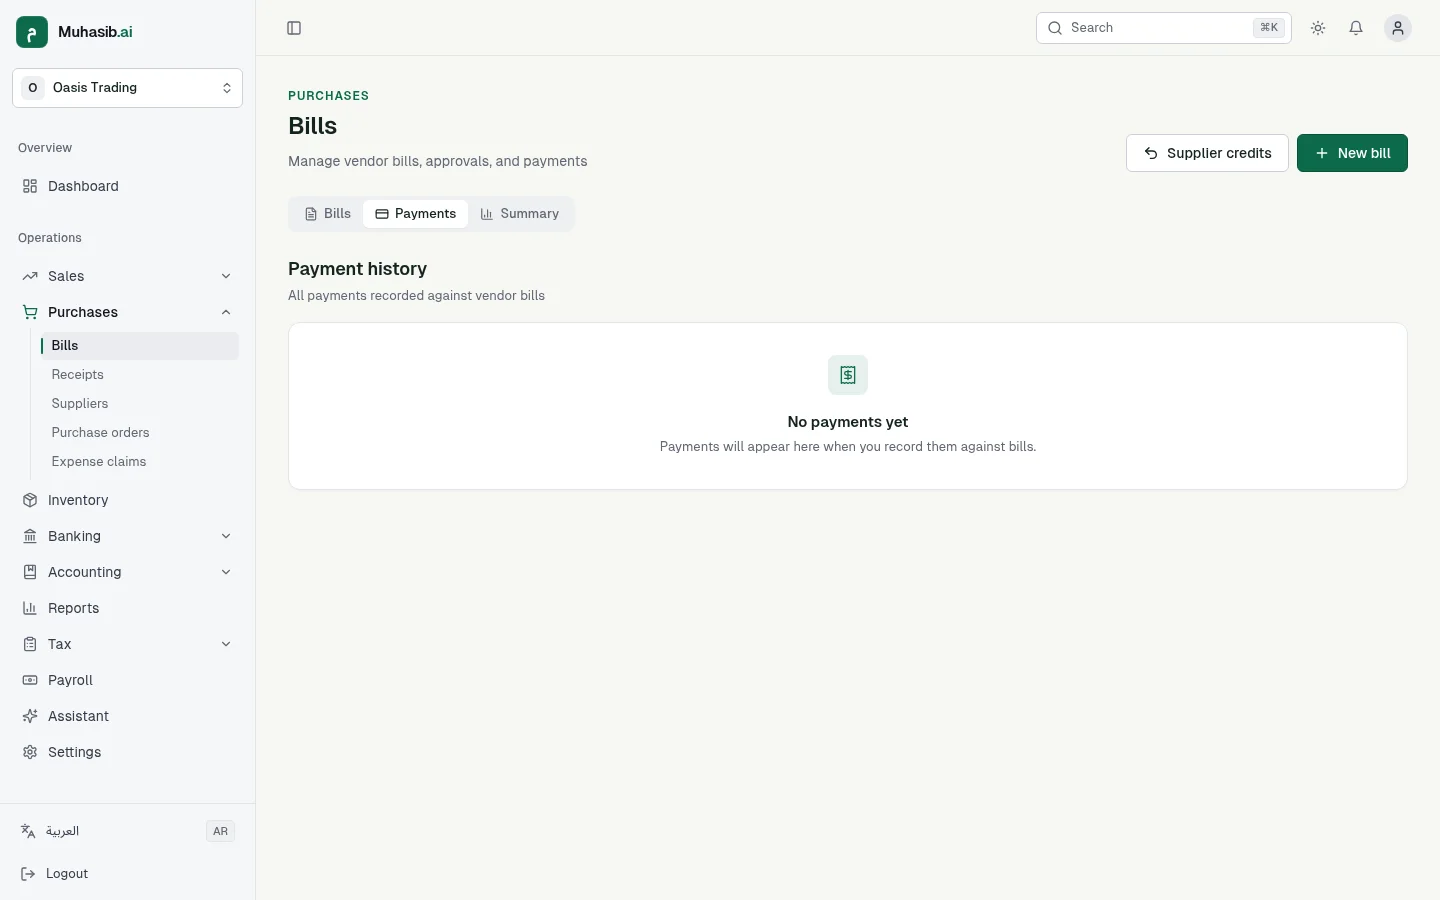 Muhasib.ai
O Oasis Trading
Overview
Dashboard
Operations
Sales
Purchases
Bills
Receipts
Suppliers
Purchase orders
Expense claims
Inventory
Banking
Accounting
Reports
Tax
Payroll
Assistant
Settings
العربية AR
Logout
Search ⌘K
PURCHASES
Bills
Manage vendor bills, approvals, and payments
Supplier credits
New bill
Bills Payments Summary
Payment history
All payments recorded against vendor bills
No payments yet
Payments will appear here when you record them against bills.